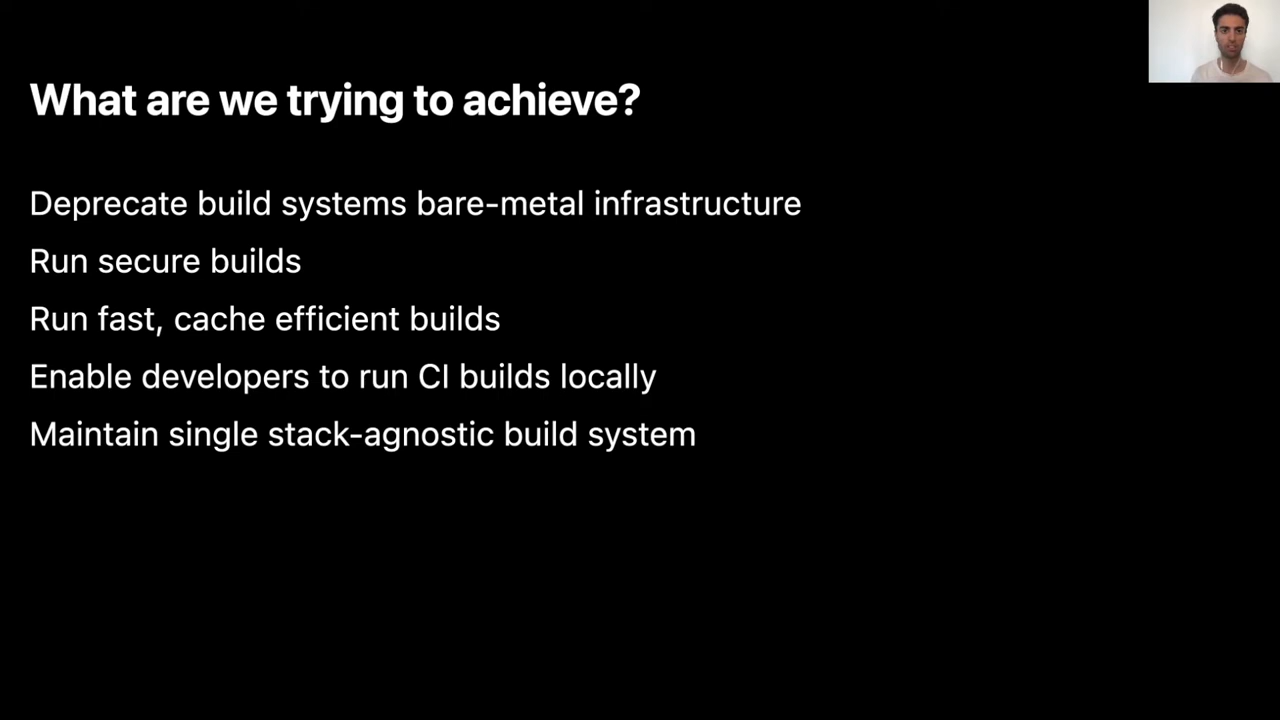 What are we trying to achieve?
Deprecate build systems bare-metal infrastructure
Run secure builds
Run fast, cache efficient builds
Enable developers to run CI builds locally
Maintain single stack-agnostic build system